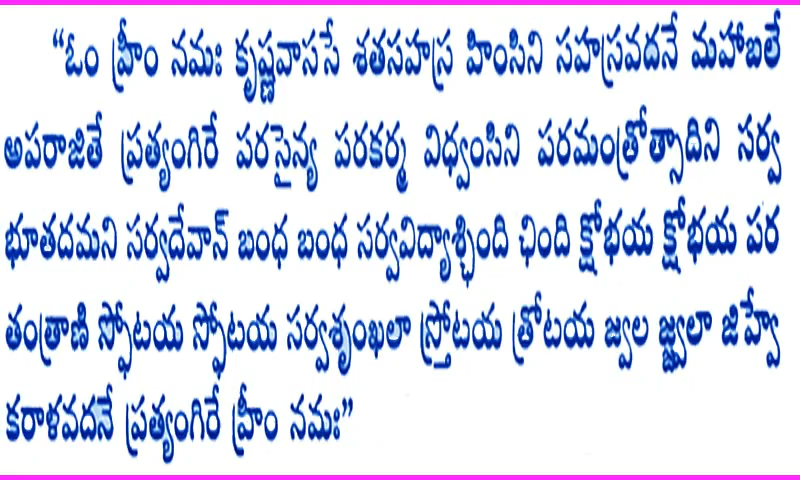 “ఓం హ్రీం నమః కృష్ణవాససే శతసహస్ర హింసిని సహస్రవదనే మహాబలే
అపరాజితే ప్రత్యంగిరే పరసైన్య పరకర్మ విధ్వంసిని పరమంత్రోత్సాదిని సర్వ
భూతదమని సర్వదేవాన్ బంధ బంధ సర్వవిద్యాశ్ఛింది ఛింది క్షోభయ క్షోభయ పర
తంత్రాణి స్ఫోటయ స్ఫోటయ సర్వశృంఖలా స్త్రోటయ త్రోటయ జ్వల జ్జ్వలా జిహ్వే
కరాళవదనే ప్రత్యంగిరే హ్రీం నమః”